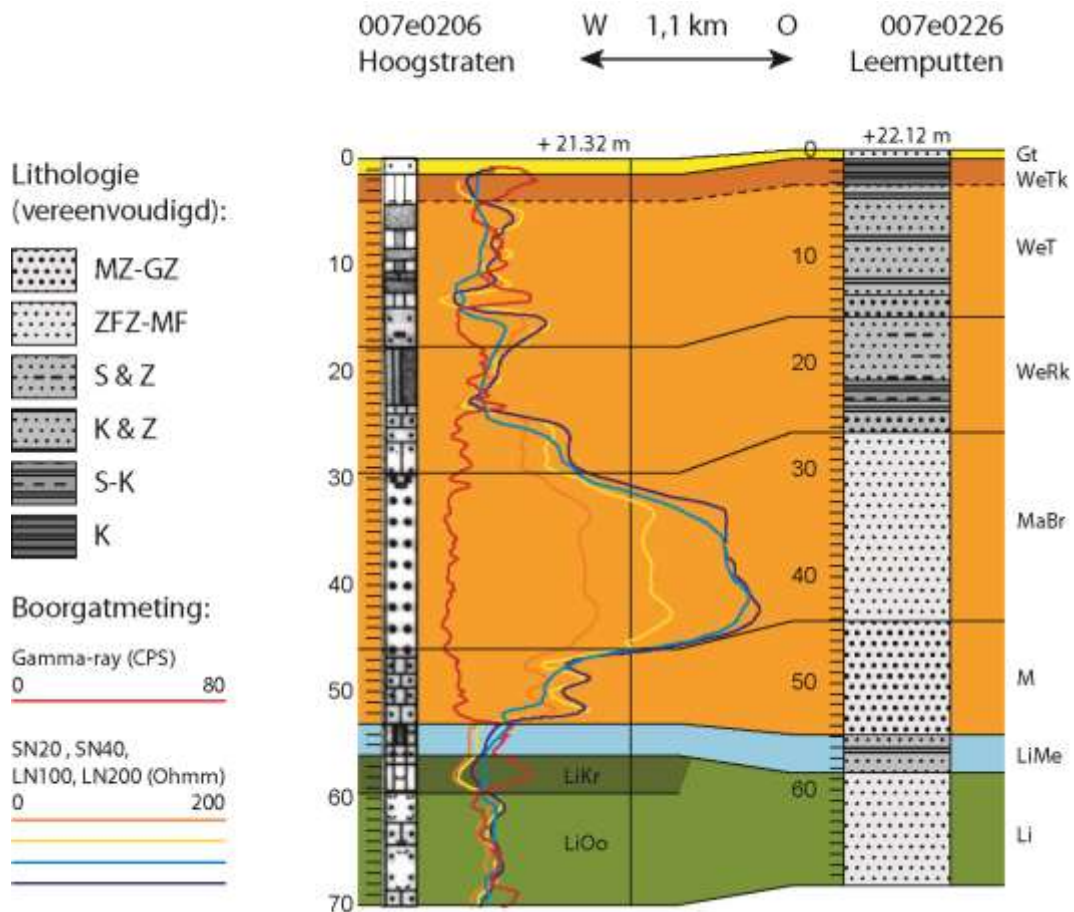 007e0206 W 1,1 km O 007e0226
Hoogstraten Leemputten
+ 21.32 m +22.12 m
Lithologie
(vereenvoudigd):
MZ-GZ
ZFZ-MF
S & Z
K & Z
S-K
K
Boorgatmeting:
Gamma-ray (CPS)
0 80
SN20 , SN40,
LN100, LN200 (Ohmm)
0 200
0
10
20
30
40
50
60
70
LiKr
LiOo
0
10
20
30
40
50
60
Gt
WeTk
WeT
WeRk
MaBr
M
LiMe
Li